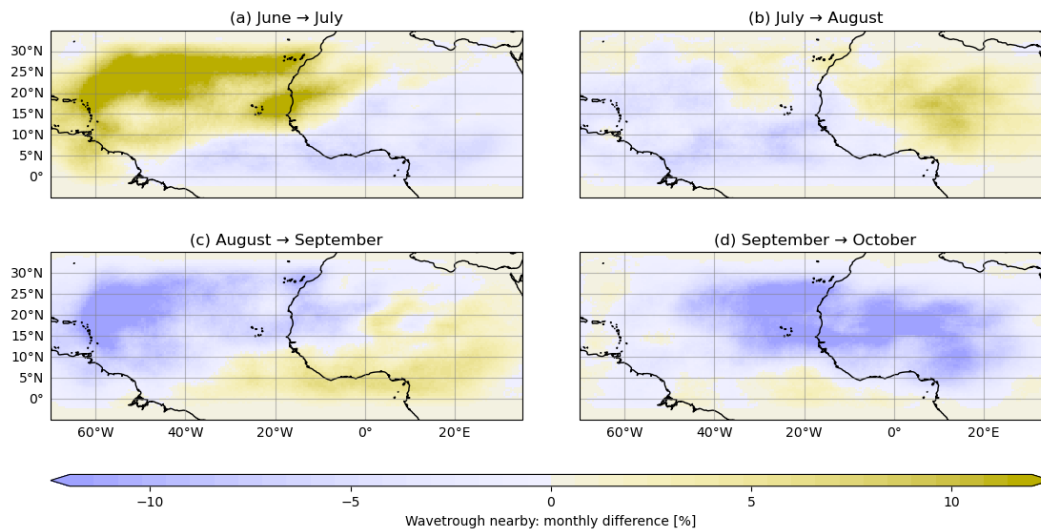 (a) June → July
(b) July → August
30°N
25°N
20°N
15°N
10°N
5°N
0°
(c) August → September
(d) September → October
30°N
25°N
20°N
15°N
10°N
5°N
0°
60°W 40°W 20°W 0° 20°E
60°W 40°W 20°W 0° 20°E
−10 −5 0 5 10
Wavetrough nearby: monthly difference [%]